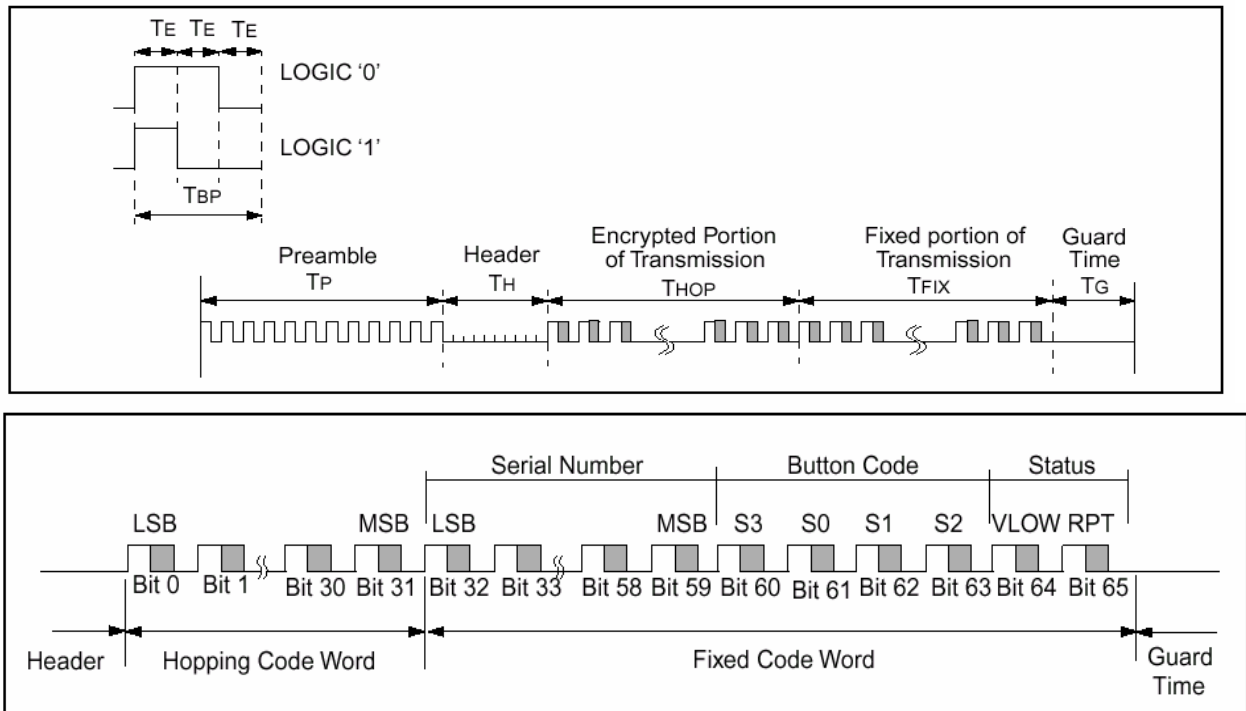 TE TE TE
LOGIC '0'
LOGIC '1'
TBP
Preamble
TP
Header
TH
Encrypted Portion
of Transmission
THOP
Fixed portion of
Transmission
TFIX
Guard
Time
TG
Serial Number Button Code Status
LSB MSB LSB MSB S3 S0 S1 S2 VLOW RPT
Bit 0 Bit 1 Bit 30 Bit 31 Bit 32 Bit 33 Bit 58 Bit 59 Bit 60 Bit 61 Bit 62 Bit 63 Bit 64 Bit 65
Header Hopping Code Word Fixed Code Word Guard
Time